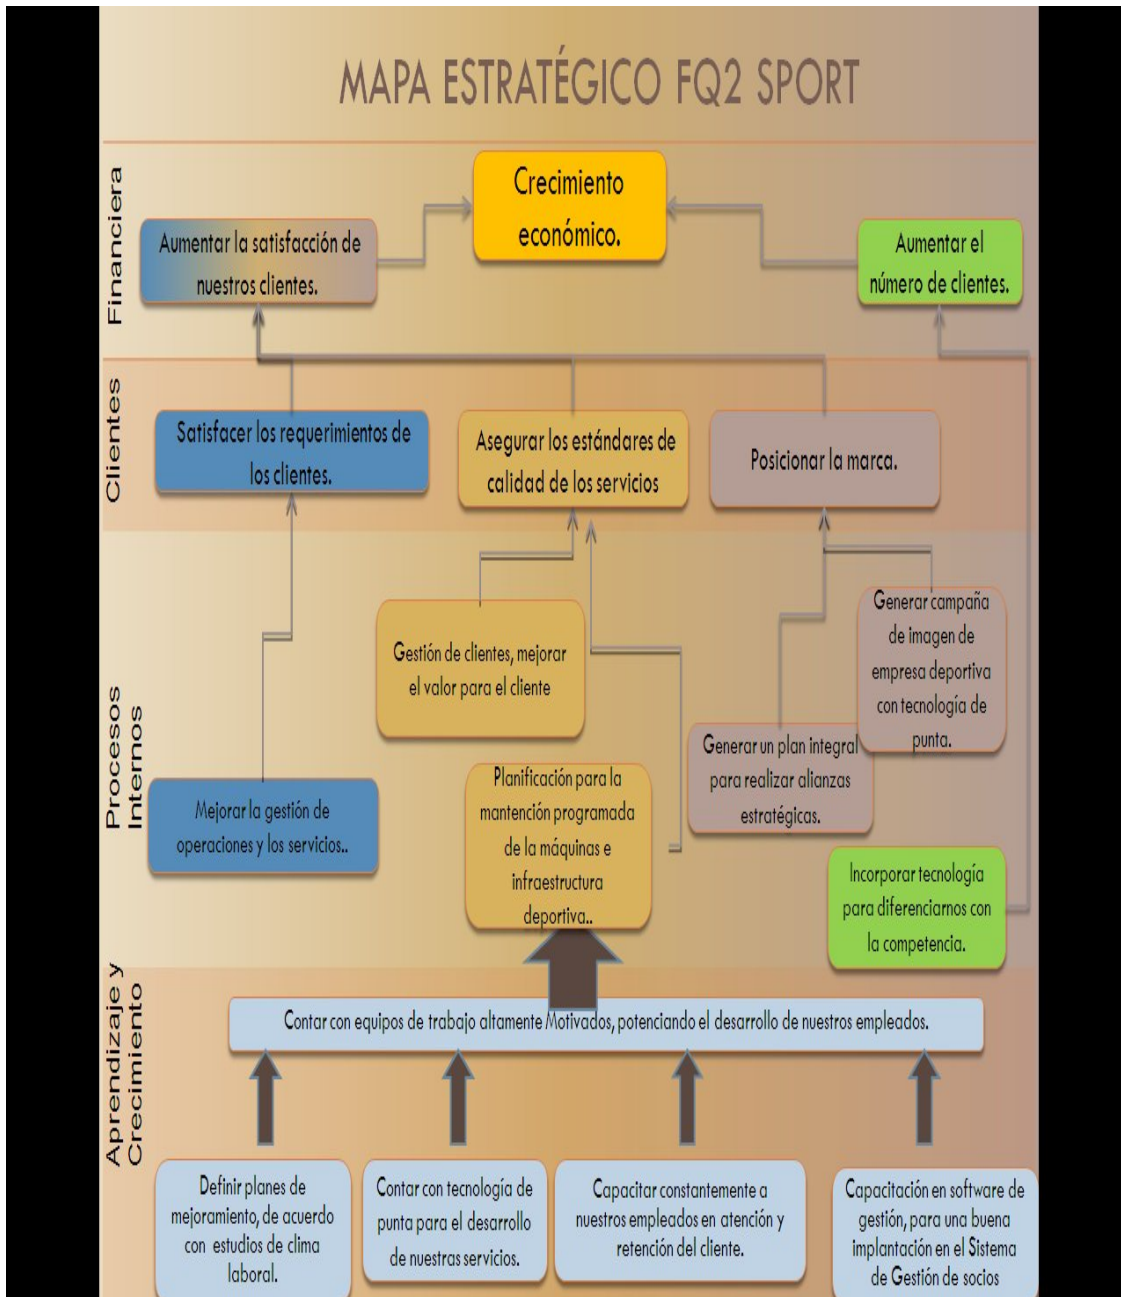 MAPA ESTRATÉGICO FQ2 SPORT
Financiera
Crecimiento
económico.
Aumentar la satisfacción de
nuestros clientes.
Aumentar el
número de clientes.
Clientes
Satisfacer los requerimientos de
los clientes.
Asegurar los estándares de
calidad de los servicios
Posicionar la marca.
Procesos
Internos
Gestión de clientes, mejorar
el valor para el cliente
Generar campaña
de imagen de
empresa deportiva
con tecnología de
punta.
Generar un plan integral
para realizar alianzas
estratégicas.
Mejorar la gestión de
operaciones y los servicios..
Planificación para la
mantención programada
de la máquinas e
infraestructura
deportiva..
Incorporar tecnología
para diferenciarnos con
la competencia.
Aprendizaje y
Crecimiento
Contar con equipos de trabajo altamente Motivados, potenciando el desarrollo de nuestros empleados.
Definir planes de
mejoramiento, de acuerdo
con estudios de clima
laboral.
Contar con tecnología de
punta para el desarrollo
de nuestras servicios.
Capacitar constantemente a
nuestros empleados en atención y
retención del cliente.
Capacitación en software de
gestión, para una buena
implantación en el Sistema
de Gestión de socios